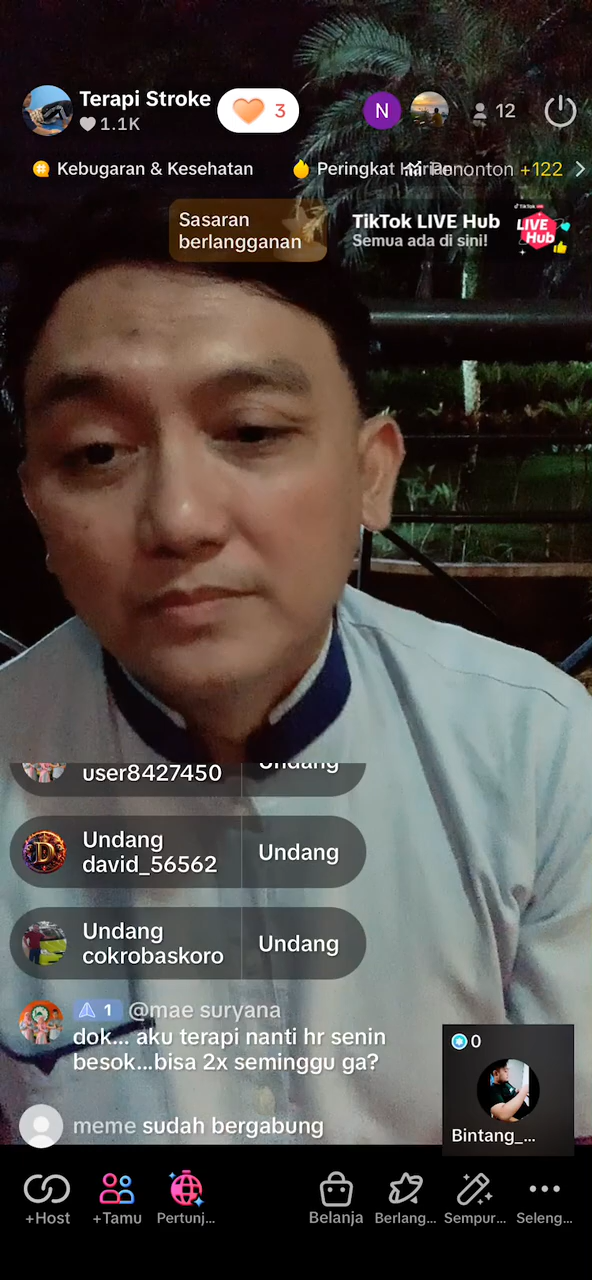 Terapi Stroke
1.1K
3
N
12
Kebugaran & Kesehatan
Peringkat Harian
Penonton +122
Sasaran
berlangganan
TikTok LIVE Hub
Semua ada di sini!
LIVE
Hub
user8427450
Undang
Undang
david_56562
Undang
Undang
cokrobaskoro
Undang
1 @mae suryana
dok... aku terapi nanti hr senin
besok...bisa 2x seminggu ga?
0
Bintang_...
meme sudah bergabung
+Host
+Tamu
Pertunj...
Belanja
Berlang...
Sempur...
Seleng...